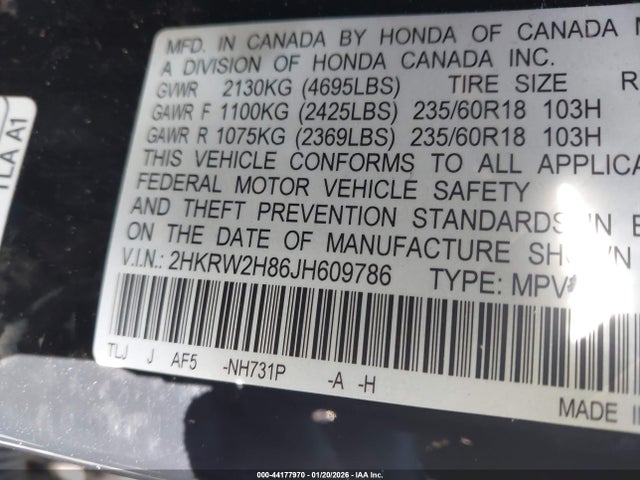 MFD. IN CANADA BY HONDA OF CANADA
A DIVISION OF HONDA CANADA INC.
GVWR 2130KG (4695LBS) TIRE SIZE R
GAWR F 1100KG (2425LBS) 235/60R18 103H
GAWR R 1075KG (2369LBS) 235/60R18 103H
THIS VEHICLE CONFORMS TO ALL APPLICA
FEDERAL MOTOR VEHICLE SAFETY
AND THEFT PREVENTION STANDARDS IN E
ON THE DATE OF MANUFACTURE SHOWN
V.I.N.: 2HKRW2H86JH609786 TYPE: MPV
TLJ J AF5 -NH731P -A -H
MADE I
TLA A1
000-44177970 | 01/20/2026 | IAA Inc.